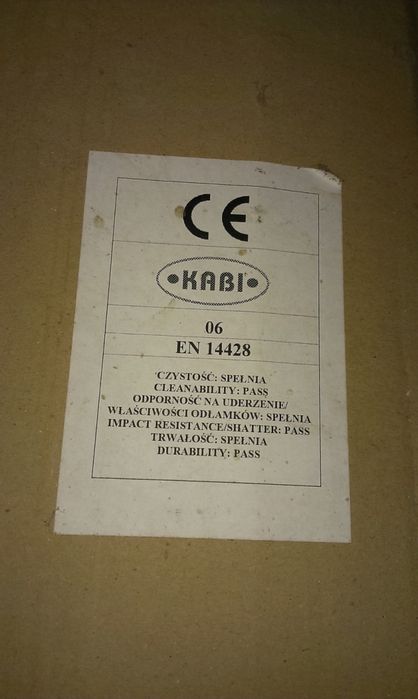 CE
•KABI•
06
EN 14428
CZYSTOŚĆ: SPEŁNIA
CLEANABILITY: PASS
ODPORNOŚĆ NA UDERZENIE/
WŁAŚCIWOŚCI ODŁAMKÓW: SPEŁNIA
IMPACT RESISTANCE/SHATTER: PASS
TRWAŁOŚĆ: SPEŁNIA
DURABILITY: PASS